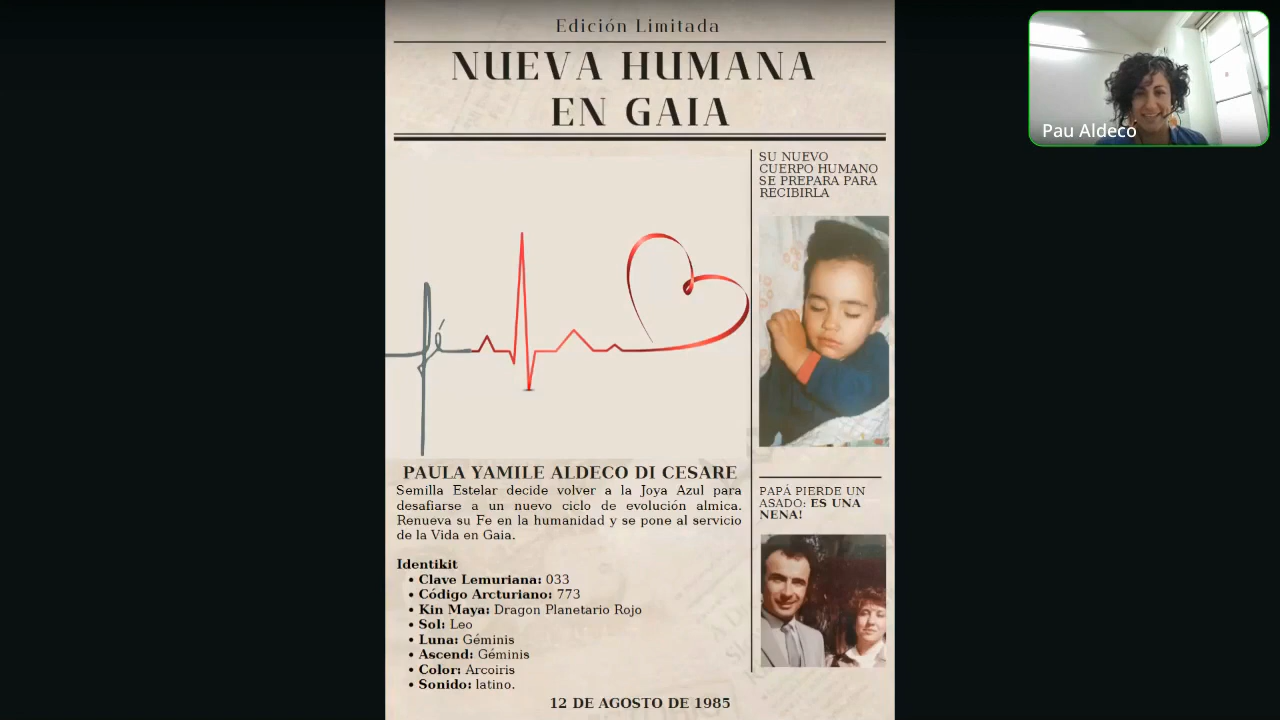 Edición Limitada
NUEVA HUMANA
EN GAIA
SU NUEVO
CUERPO HUMANO
SE PREPARA PARA
RECIBIRLA
fé
PAULA YAMILE ALDECO DI CESARE
Semilla Estelar decide volver a la Joya Azul para
desafiarse a un nuevo ciclo de evolución almica.
Renueva su Fe en la humanidad y se pone al servicio
de la Vida en Gaia.
Identikit
• Clave Lemuriana: 033
• Código Arcturiano: 773
• Kin Maya: Dragon Planetario Rojo
• Sol: Leo
• Luna: Géminis
• Ascend: Géminis
• Color: Arcoiris
• Sonido: latino.
PAPÁ PIERDE UN
ASADO: ES UNA
NENA!
12 DE AGOSTO DE 1985
Pau Aldeco